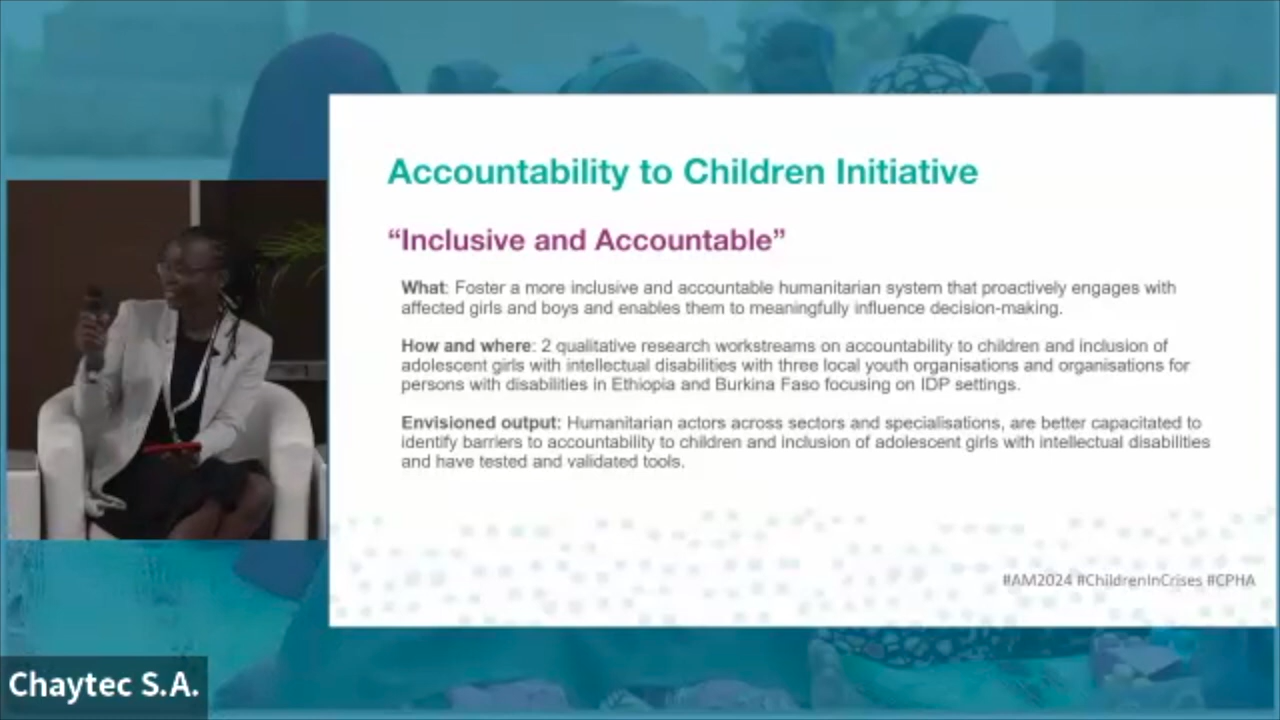 Accountability to Children Initiative
“Inclusive and Accountable”
What: Foster a more inclusive and accountable humanitarian system that proactively engages with
affected girls and boys and enables them to meaningfully influence decision-making.
How and where: 2 qualitative research workstreams on accountability to children and inclusion of
adolescent girls with intellectual disabilities with three local youth organisations and organisations for
persons with disabilities in Ethiopia and Burkina Faso focusing on IDP settings.
Envisioned output: Humanitarian actors across sectors and specialisations, are better capacitated to
identify barriers to accountability to children and inclusion of adolescent girls with intellectual disabilities
and have tested and validated tools.
#AM2024 #ChildrenInCrises #CPHA
Chaytec S.A.